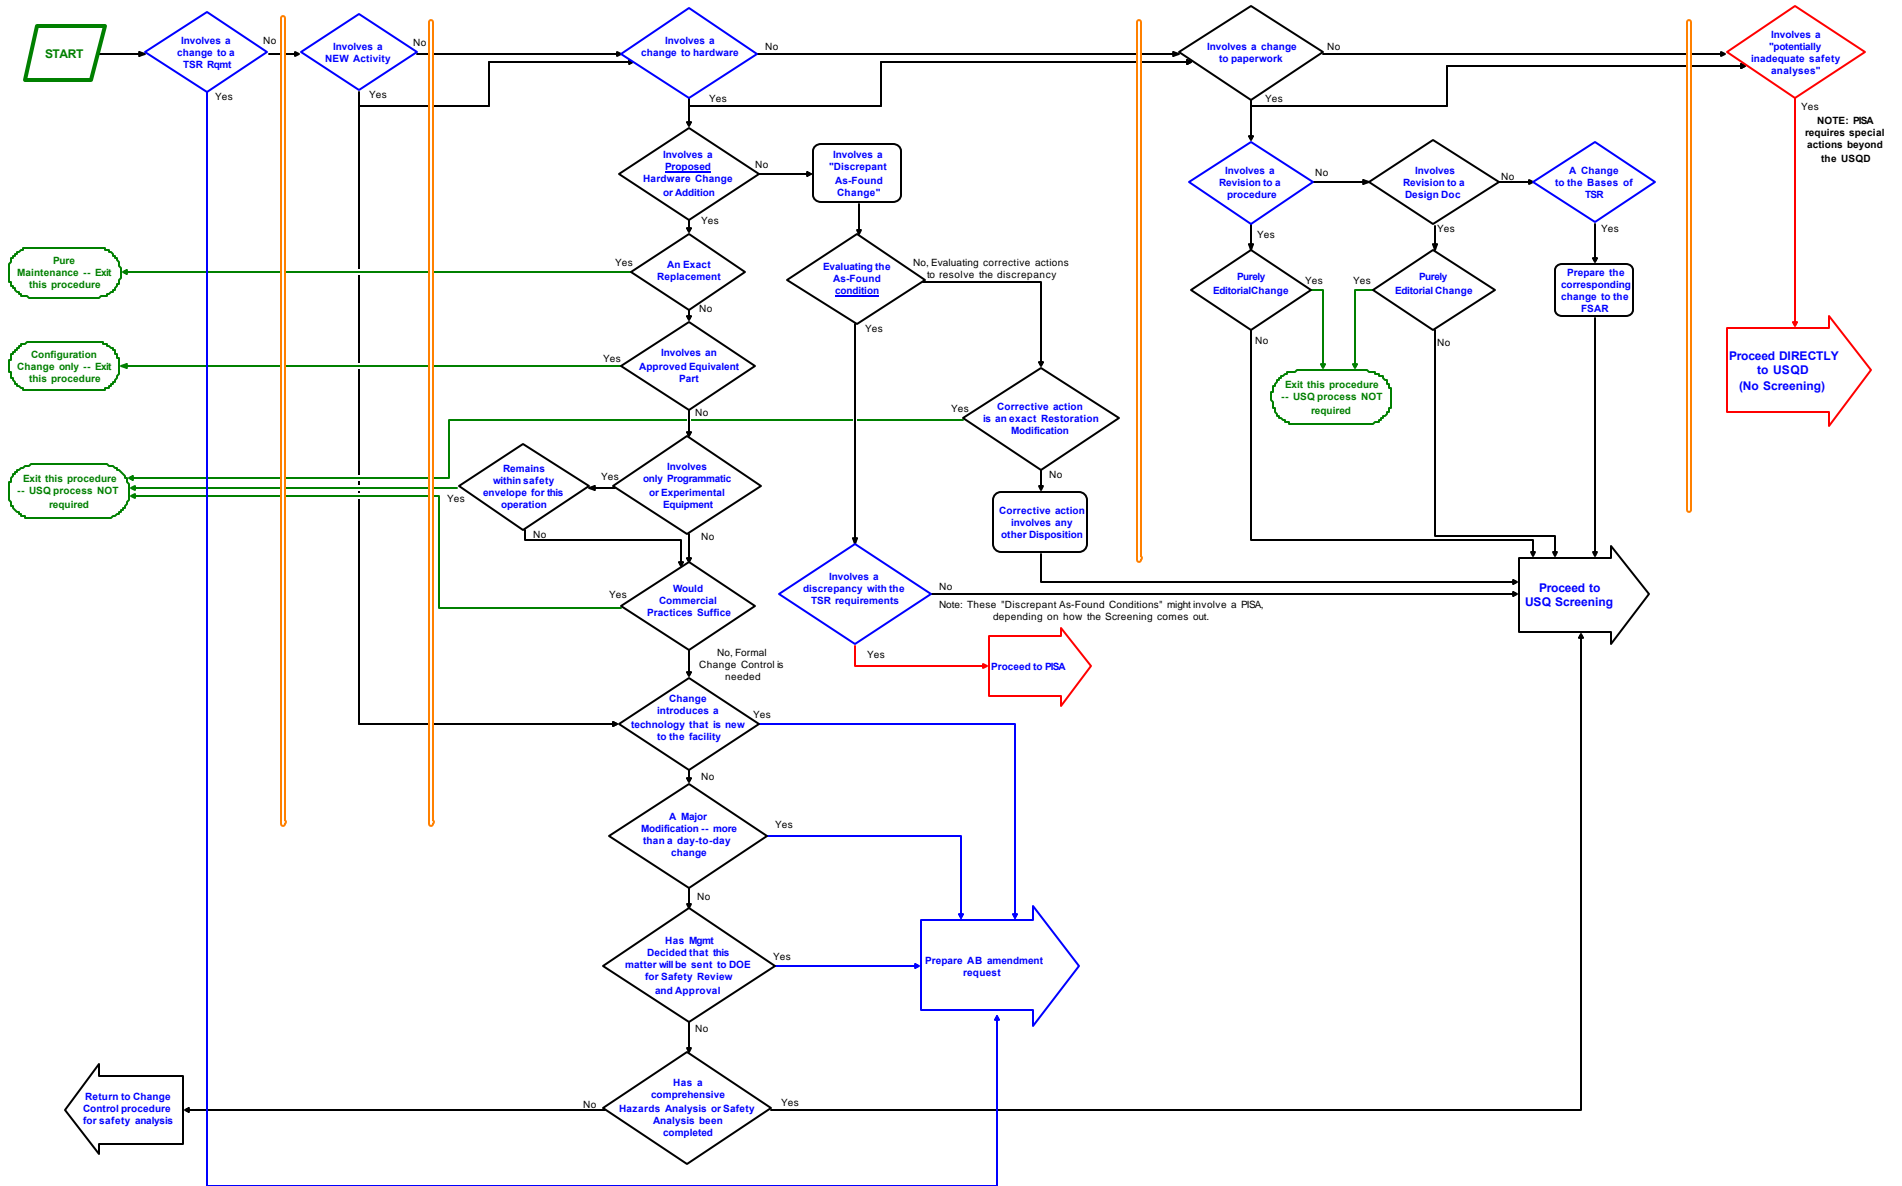 START
Involves a
change to a
TSR Rqmt
No
Yes
Involves a
NEW Activity
No
Yes
Involves a
change to hardware
No
Yes
Involves a change
to paperwork
No
Yes
Involves a
"potentially
inadequate safety
analyses"
Yes
NOTE: PISA
requires special
actions beyond
the USQD
Involves a
Proposed
Hardware Change
or Addition
No
Yes
Involves a
"Discrepant
As-Found
Change"
Involves a
Revision to a
procedure
No
Yes
Involves
Revision to a
Design Doc
No
Yes
A Change
to the Bases of
TSR
Yes
Pure
Maintenance -- Exit
this procedure
Yes
An Exact
Replacement
No
Evaluating the
As-Found
condition
No, Evaluating corrective actions
to resolve the discrepancy
Yes
Purely
EditorialChange
Yes
No
Purely
Editorial Change
Yes
No
Prepare the
corresponding
change to the
FSAR
Configuration
Change only -- Exit
this procedure
Yes
Involves an
Approved Equivalent
Part
No
Proceed DIRECTLY
to USQD
(No Screening)
Exit this procedure
-- USQ process NOT
required
Yes
Corrective action
is an exact Restoration
Modification
No
Exit this procedure
-- USQ process NOT
required
Remains
within safety
envelope for this
operation
Yes
No
Yes
Involves
only Programmatic
or Experimental
Equipment
No
Corrective action
involves any
other Disposition
Yes
Would
Commercial
Practices Suffice
No, Formal
Change Control is
needed
Involves a
discrepancy with the
TSR requirements
No
Note: These "Discrepant As-Found Conditions" might involve a PISA,
depending on how the Screening comes out.
Yes
Proceed to PISA
Proceed to
USQ Screening
Change
introduces a
technology that is new
to the facility
Yes
No
A Major
Modification -- more
than a day-to-day
change
Yes
No
Has Mgmt
Decided that this
matter will be sent to DOE
for Safety Review
and Approval
Yes
No
Prepare AB amendment
request
Has a
comprehensive
Hazards Analysis or Safety
Analysis been
completed
No
Yes
Return to Change
Control procedure
for safety analysis